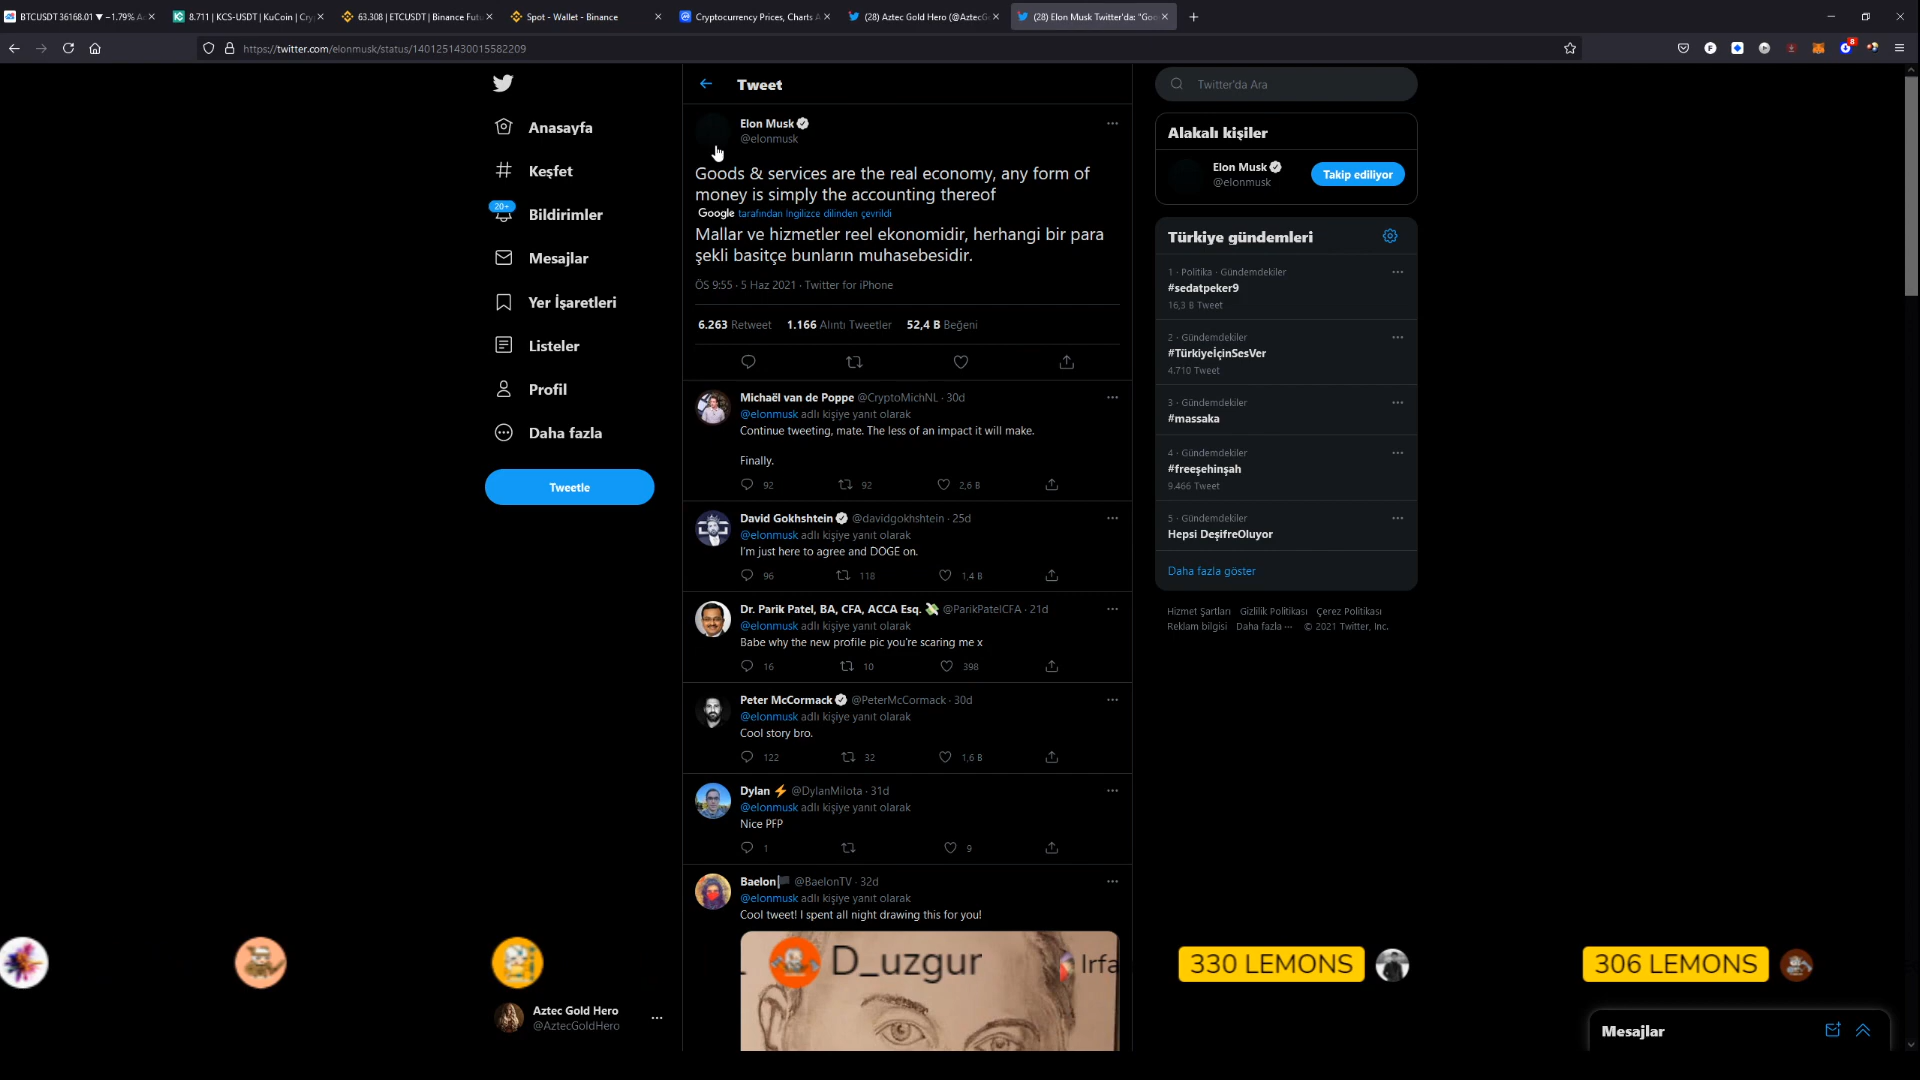 BTCUSDT 36168.01 ▼ −1.79%
8.711 | KCS-USDT | KuCoin | Cr
63.308 | ETCUSDT | Binance Futu
Spot - Wallet - Binance
Cryptocurrency Prices, Charts A
(28) Aztec Gold Hero (@AztecG
(28) Elon Musk Twitter'da: "Goo
https://twitter.com/elonmusk/status/1401251430015582209
8
Anasayfa
Keşfet
20+
Bildirimler
Mesajlar
Yer İşaretleri
Listeler
Profil
Daha fazla
Tweetle
Aztec Gold Hero
@AztecGoldHero
Tweet
Elon Musk
@elonmusk
Goods & services are the real economy, any form of
money is simply the accounting thereof
Google tarafından İngilizce dilinden çevrildi
Mallar ve hizmetler reel ekonomidir, herhangi bir para
şekli basitçe bunların muhasebesidir.
ÖS 9:55 · 5 Haz 2021 · Twitter for iPhone
6.263 Retweet 1.166 Alıntı Tweetler 52,4 B Beğeni
Michaël van de Poppe @CryptoMichNL · 30d
@elonmusk adlı kişiye yanıt olarak
Continue tweeting, mate. The less of an impact it will make.
Finally.
92 92 2,6 B
David Gokhshtein @davidgokhshtein · 25d
@elonmusk adlı kişiye yanıt olarak
I'm just here to agree and DOGE on.
96 118 1,4 B
Dr. Parik Patel, BA, CFA, ACCA Esq. 💸 @ParikPatelCFA · 21d
@elonmusk adlı kişiye yanıt olarak
Babe why the new profile pic you're scaring me x
16 10 398
Peter McCormack @PeterMcCormack · 30d
@elonmusk adlı kişiye yanıt olarak
Cool story bro.
122 32 1,6 B
Dylan ⚡ @DylanMilota · 31d
@elonmusk adlı kişiye yanıt olarak
Nice PFP
1 9
Baelon🏴 @BaelonTV · 32d
@elonmusk adlı kişiye yanıt olarak
Cool tweet! I spent all night drawing this for you!
D_uzgur
Irfa
Twitter'da Ara
Alakalı kişiler
Elon Musk
@elonmusk
Takip ediliyor
Türkiye gündemleri
1 · Politika · Gündemdekiler
#sedatpeker9
16,3 B Tweet
2 · Gündemdekiler
#TürkiyeİçinSesVer
4.710 Tweet
3 · Gündemdekiler
#massaka
4 · Gündemdekiler
#freeşehinşah
9.466 Tweet
5 · Gündemdekiler
Hepsi DeşifreOluyor
Daha fazla göster
Hizmet Şartları Gizlilik Politikası Çerez Politikası
Reklam bilgisi Daha fazla ··· © 2021 Twitter, Inc.
330 LEMONS
306 LEMONS
Mesajlar